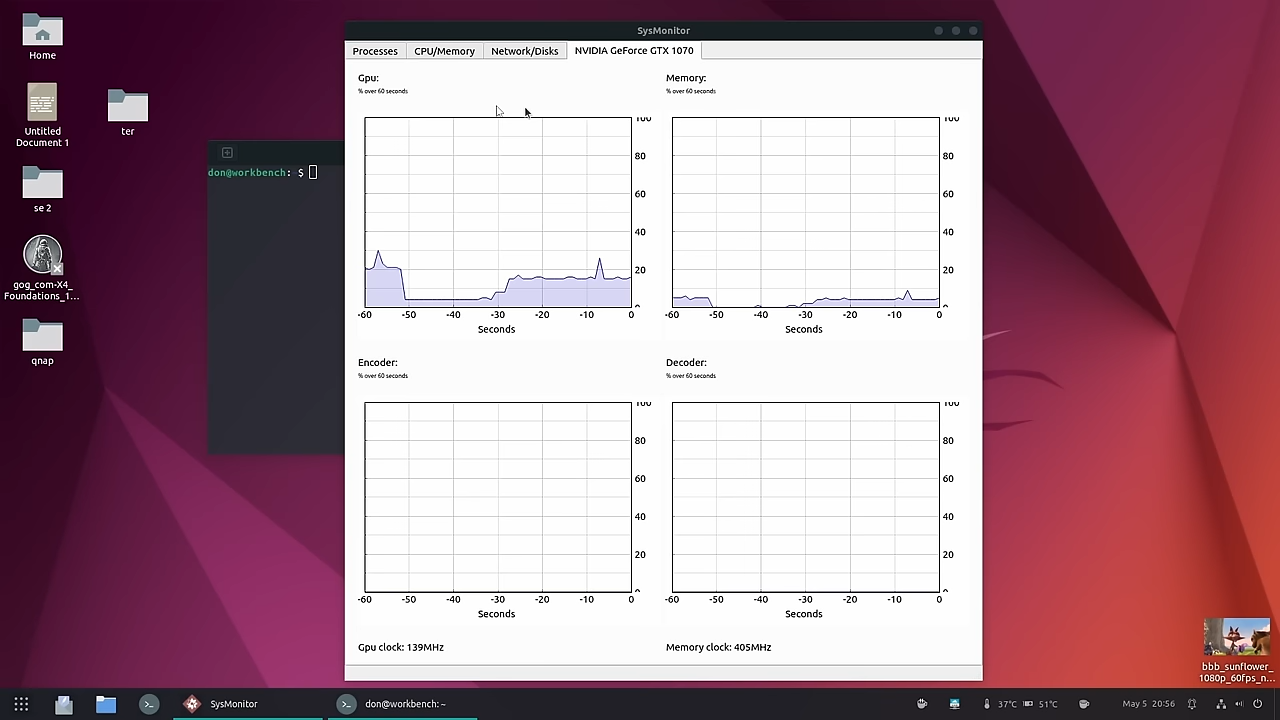 SysMonitor
Processes
CPU/Memory
Network/Disks
NVIDIA GeForce GTX 1070
Home
Untitled
Document 1
ter
se 2
gog_com-X4_
Foundations_1...
qnap
don@workbench: $
Gpu:
% over 60 seconds
100
80
60
40
20
0
-60 -50 -40 -30 -20 -10 0
Seconds
Memory:
% over 60 seconds
100
80
60
40
20
0
-60 -50 -40 -30 -20 -10 0
Seconds
Encoder:
% over 60 seconds
100
80
60
40
20
0
-60 -50 -40 -30 -20 -10 0
Seconds
Decoder:
% over 60 seconds
100
80
60
40
20
0
-60 -50 -40 -30 -20 -10 0
Seconds
Gpu clock: 139MHz
Memory clock: 405MHz
bbb_sunflower_
1080p_60fps_n...
SysMonitor
don@workbench: ~
37°C
51°C
May 5 20:56